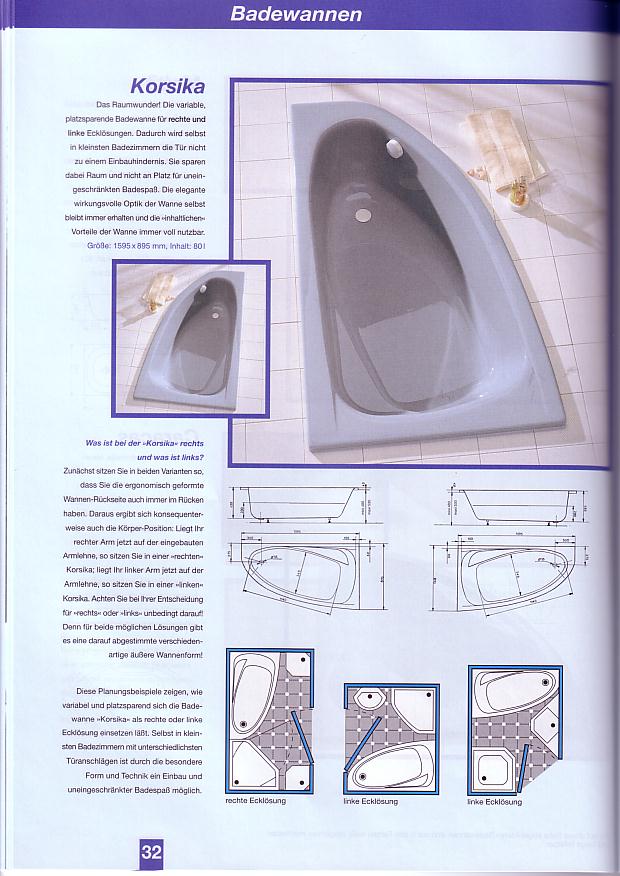 Badewannen
Korsika
Das Raumwunder! Die variable,
platzsparende Badewanne für rechte und
linke Ecklösungen. Dadurch wird selbst
in kleinsten Badezimmern die Tür nicht
zu einem Einbauhindernis. Sie sparen
dabei Raum und nicht an Platz für unein-
geschränkten Badespaß. Die elegante
wirkungsvolle Optik der Wanne selbst
bleibt immer erhalten und die »inhaltlichen«
Vorteile der Wanne immer voll nutzbar.
Größe: 1595 x 895 mm, Inhalt: 80 l
Was ist bei der »Korsika« rechts
und was ist links?
Zunächst sitzen Sie in beiden Varianten so,
dass Sie die ergonomisch geformte
Wannen-Rückseite auch immer im Rücken
haben. Daraus ergibt sich konsequenter-
weise auch die Körper-Position: Liegt Ihr
rechter Arm jetzt auf der eingebauten
Armlehne, so sitzen Sie in einer »rechten«
Korsika; liegt Ihr linker Arm jetzt auf der
Armlehne, so sitzen Sie in einer »linken«
Korsika. Achten Sie bei Ihrer Entscheidung
für »rechts« oder »links« unbedingt darauf!
Denn für beide möglichen Lösungen gibt
es eine darauf abgestimmte verschieden-
artige äußere Wannenform!
Diese Planungsbeispiele zeigen, wie
variabel und platzsparend sich die Bade-
wanne »Korsika« als rechte oder linke
Ecklösung einsetzen läßt. Selbst in klein-
sten Badezimmern mit unterschiedlichsten
Türanschlägen ist durch die besondere
Form und Technik ein Einbau und
uneingeschränkter Badespaß möglich.
rechte Ecklösung
linke Ecklösung
linke Ecklösung
32